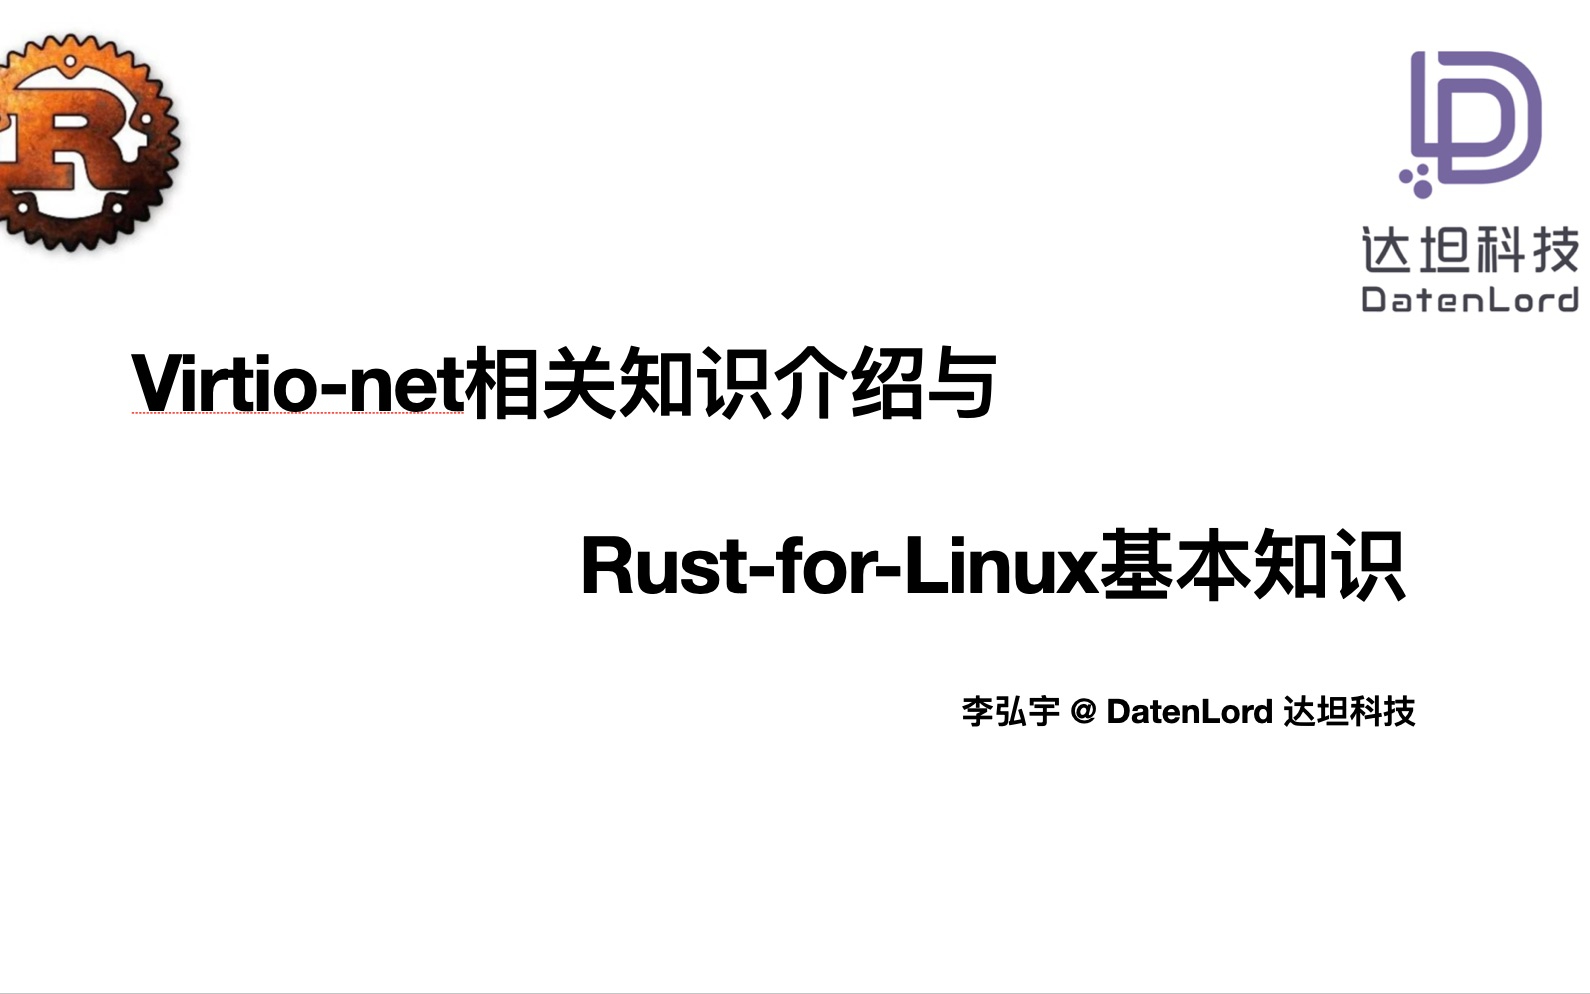 R
达坦科技
DatenLord
Virtio-net相关知识介绍与
Rust-for-Linux基本知识
李弘宇 @ DatenLord 达坦科技